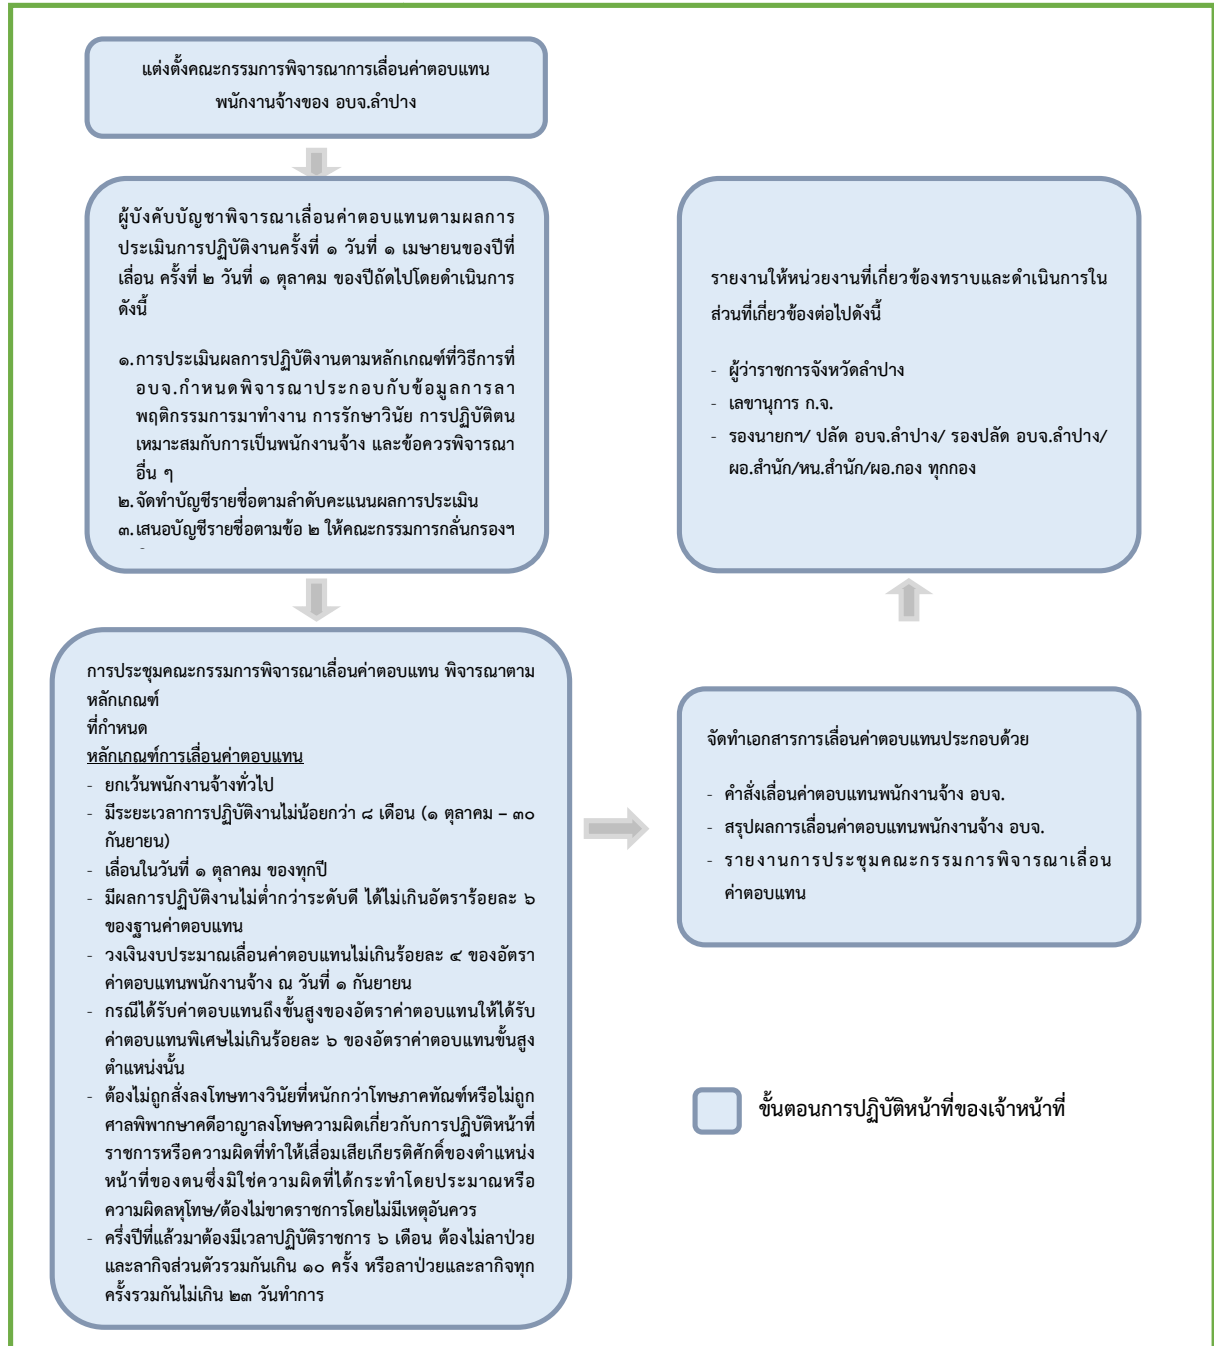 แต่งตั้งคณะกรรมการพิจารณาการเลื่อนค่าตอบแทน
พนักงานจ้างของ อบจ.ลำปาง
ผู้บังคับบัญชาพิจารณาเลื่อนค่าตอบแทนตามผลการ
ประเมินการปฏิบัติงานครั้งที่ ๑ วันที่ ๑ เมษายนของปีที่
เลื่อน ครั้งที่ ๒ วันที่ ๑ ตุลาคม ของปีถัดไปโดยดำเนินการ
ดังนี้
๑. การประเมินผลการปฏิบัติงานตามหลักเกณฑ์ที่วิธีการที่
อบจ.กำหนดพิจารณาประกอบกับข้อมูลการลา
พฤติกรรมการมาทำงาน การรักษาวินัย การปฏิบัติตน
เหมาะสมกับการเป็นพนักงานจ้าง และข้อควรพิจารณา
อื่น ๆ
๒. จัดทำบัญชีรายชื่อตามลำดับคะแนนผลการประเมิน
๓. เสนอบัญชีรายชื่อตามข้อ ๒ ให้คณะกรรมการกลั่นกรองฯ
การประชุมคณะกรรมการพิจารณาเลื่อนค่าตอบแทน พิจารณาตาม
หลักเกณฑ์
ที่กำหนด
หลักเกณฑ์การเลื่อนค่าตอบแทน
- ยกเว้นพนักงานจ้างทั่วไป
- มีระยะเวลาการปฏิบัติงานไม่น้อยกว่า ๘ เดือน (๑ ตุลาคม – ๓๐
กันยายน)
- เลื่อนในวันที่ ๑ ตุลาคม ของทุกปี
- มีผลการปฏิบัติงานไม่ต่ำกว่าระดับดี ได้ไม่เกินอัตราร้อยละ ๖
ของฐานค่าตอบแทน
- วงเงินงบประมาณเลื่อนค่าตอบแทนไม่เกินร้อยละ ๔ ของอัตรา
ค่าตอบแทนพนักงานจ้าง ณ วันที่ ๑ กันยายน
- กรณีได้รับค่าตอบแทนถึงขั้นสูงของอัตราค่าตอบแทนให้ได้รับ
ค่าตอบแทนพิเศษไม่เกินร้อยละ ๖ ของอัตราค่าตอบแทนขั้นสูง
ตำแหน่งนั้น
- ต้องไม่ถูกสั่งลงโทษทางวินัยที่หนักกว่าโทษภาคทัณฑ์หรือไม่ถูก
ศาลพิพากษาคดีอาญาลงโทษความผิดเกี่ยวกับการปฏิบัติหน้าที่
ราชการหรือความผิดที่ทำให้เสื่อมเสียเกียรติศักดิ์ของตำแหน่ง
หน้าที่ของตนซึ่งมิใช่ความผิดที่ได้กระทำโดยประมาณหรือ
ความผิดลหุโทษ/ต้องไม่ขาดราชการโดยไม่มีเหตุอันควร
- ครึ่งปีที่แล้วมาต้องมีเวลาปฏิบัติราชการ ๖ เดือน ต้องไม่ลาป่วย
และลากิจส่วนตัวรวมกันเกิน ๑๐ ครั้ง หรือลาป่วยและลากิจทุก
ครั้งรวมกันไม่เกิน ๒๓ วันทำการ
จัดทำเอกสารการเลื่อนค่าตอบแทนประกอบด้วย
- คำสั่งเลื่อนค่าตอบแทนพนักงานจ้าง อบจ.
- สรุปผลการเลื่อนค่าตอบแทนพนักงานจ้าง อบจ.
- รายงานการประชุมคณะกรรมการพิจารณาเลื่อน
ค่าตอบแทน
รายงานให้หน่วยงานที่เกี่ยวข้องทราบและดำเนินการใน
ส่วนที่เกี่ยวข้องต่อไปดังนี้
- ผู้ว่าราชการจังหวัดลำปาง
- เลขานุการ ก.จ.
- รองนายกฯ/ ปลัด อบจ.ลำปาง/ รองปลัด อบจ.ลำปาง/
ผอ.สำนัก/หน.สำนัก/ผอ.กอง ทุกกอง
ขั้นตอนการปฏิบัติหน้าที่ของเจ้าหน้าที่